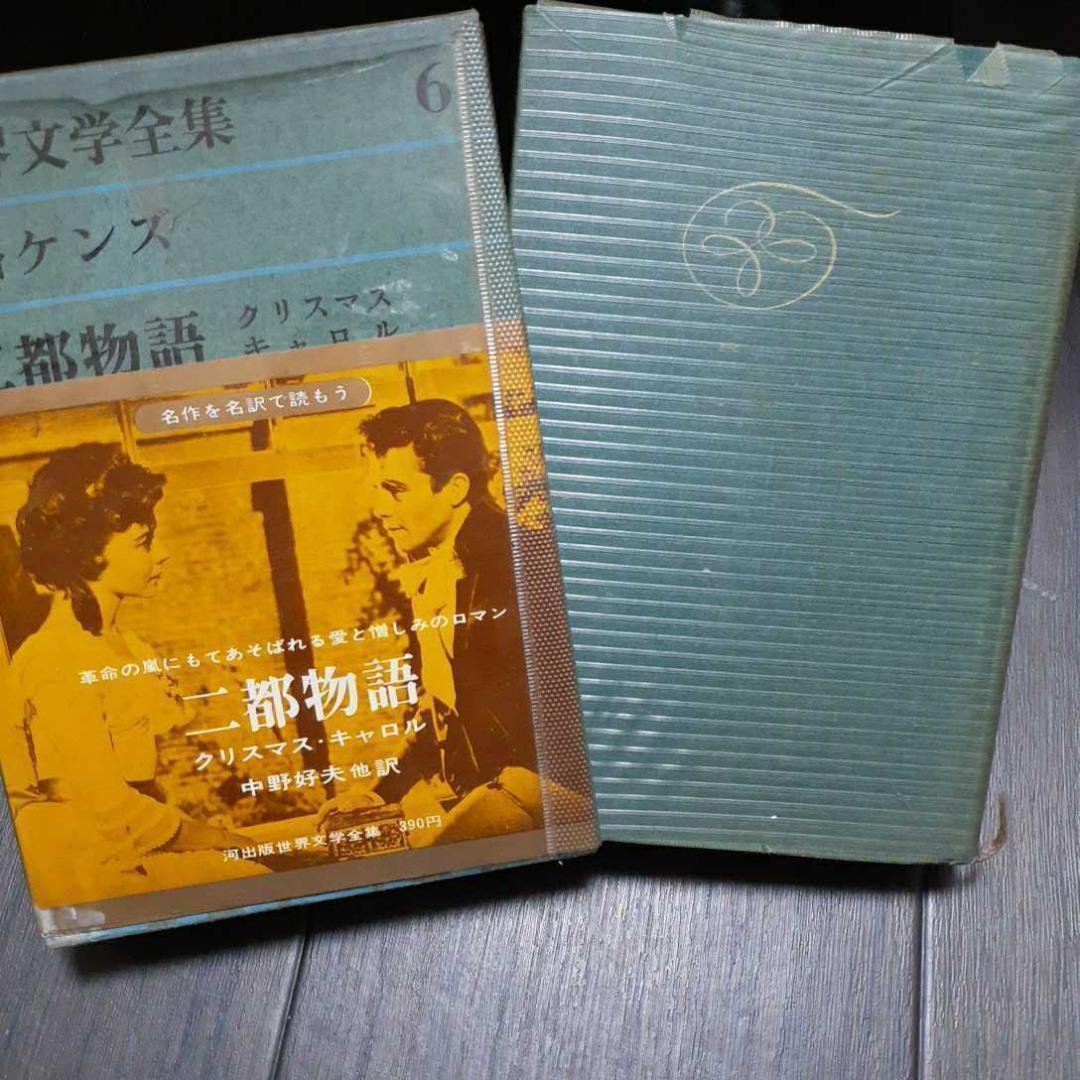 界文学全集
6
ケンズ
二都物語
クリスマス
キャロル
名作を名訳で読もう
革命の嵐にもてあそばれる愛と憎しみのロマン
二都物語
クリスマス・キャロル
中野好夫他訳
河出版世界文学全集 390円